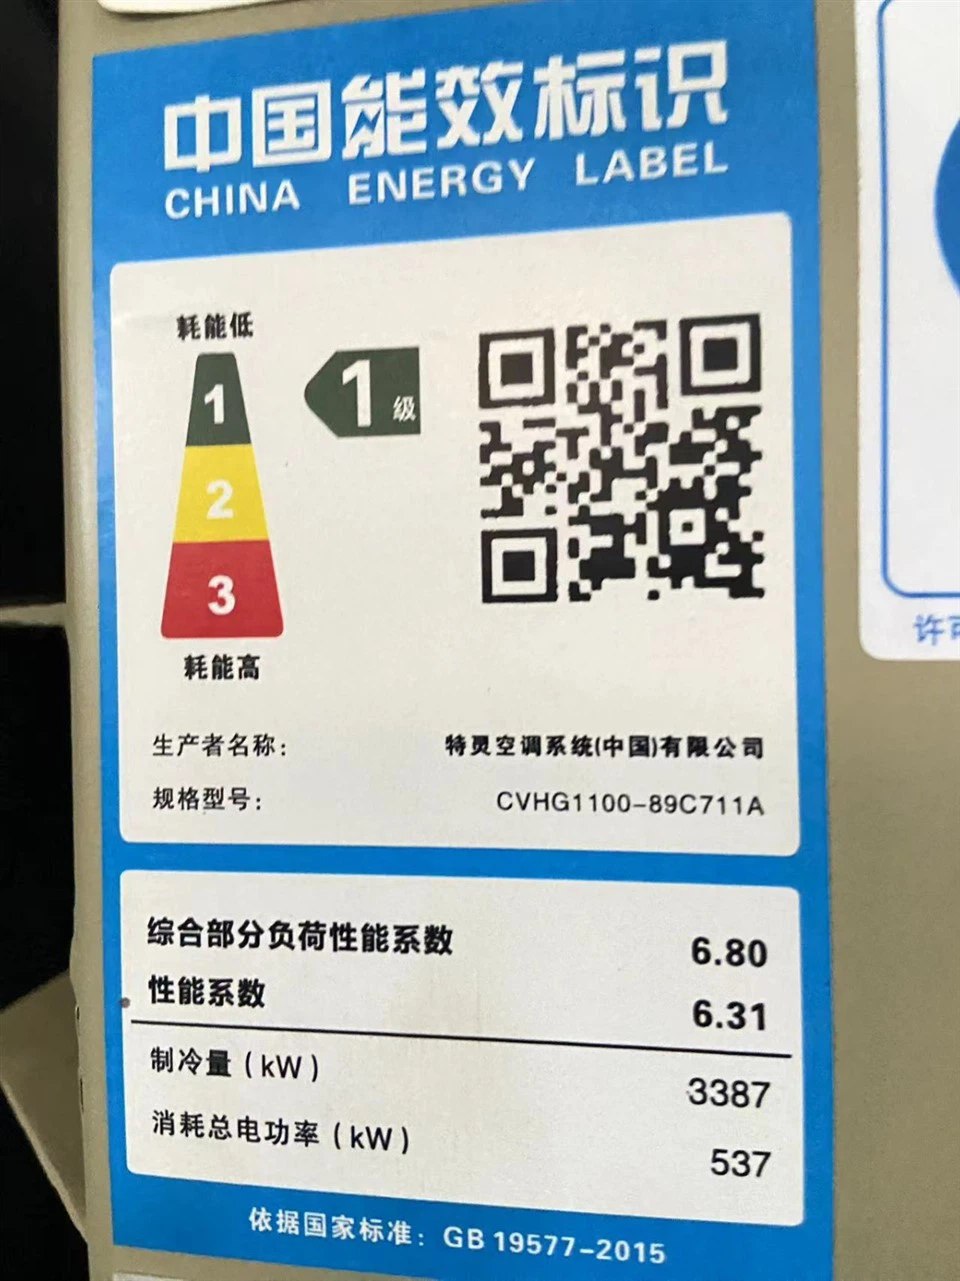 中国能效标识
CHINA ENERGY LABEL
耗能低
1
2
3
耗能高
1级
生产者名称： 特灵空调系统(中国)有限公司
规格型号： CVHG1100-89C711A
综合部分负荷性能系数 6.80
性能系数 6.31
制冷量（kW） 3387
消耗总电功率（kW） 537
依据国家标准：GB 19577-2015
许可